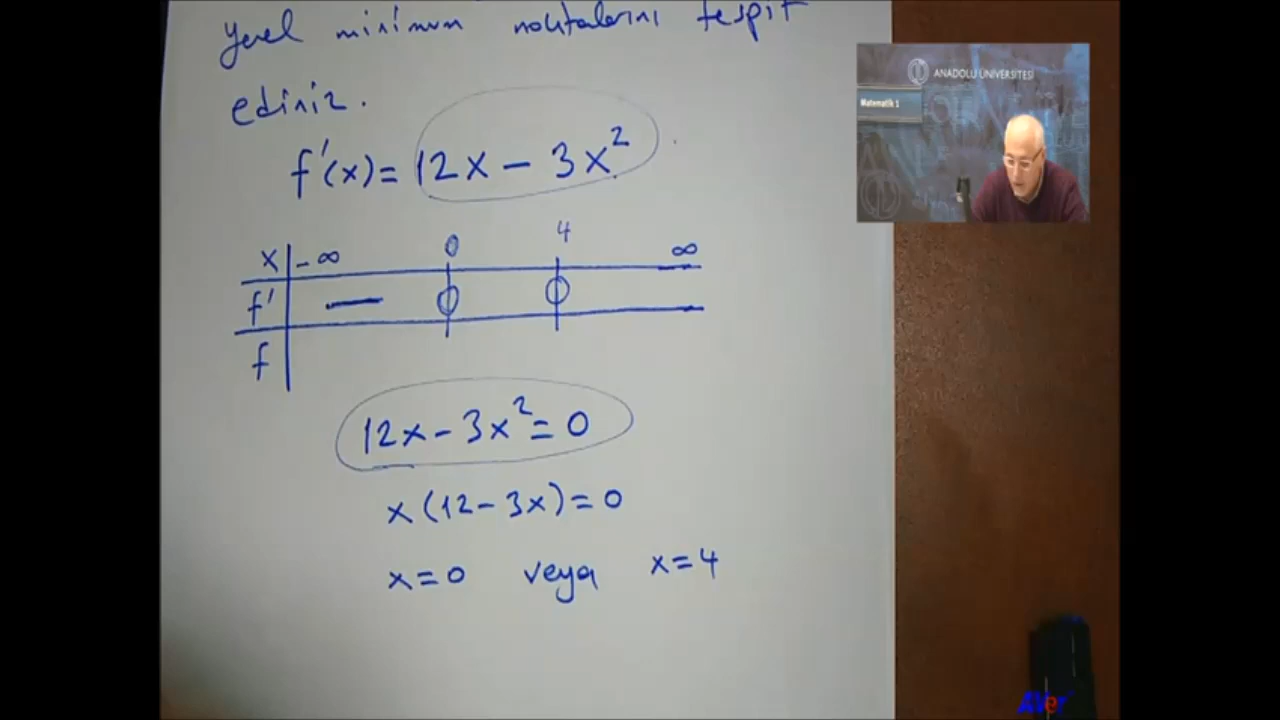 yerel minimum noktalarını tespit
ediniz.
f'(x) = 12x - 3x²
x -∞ 0 4 ∞
f' — 0 0
f
12x - 3x² = 0
x(12 - 3x) = 0
x = 0 veya x = 4
ANADOLU ÜNİVERSİTESİ
Matematik 1
AVer